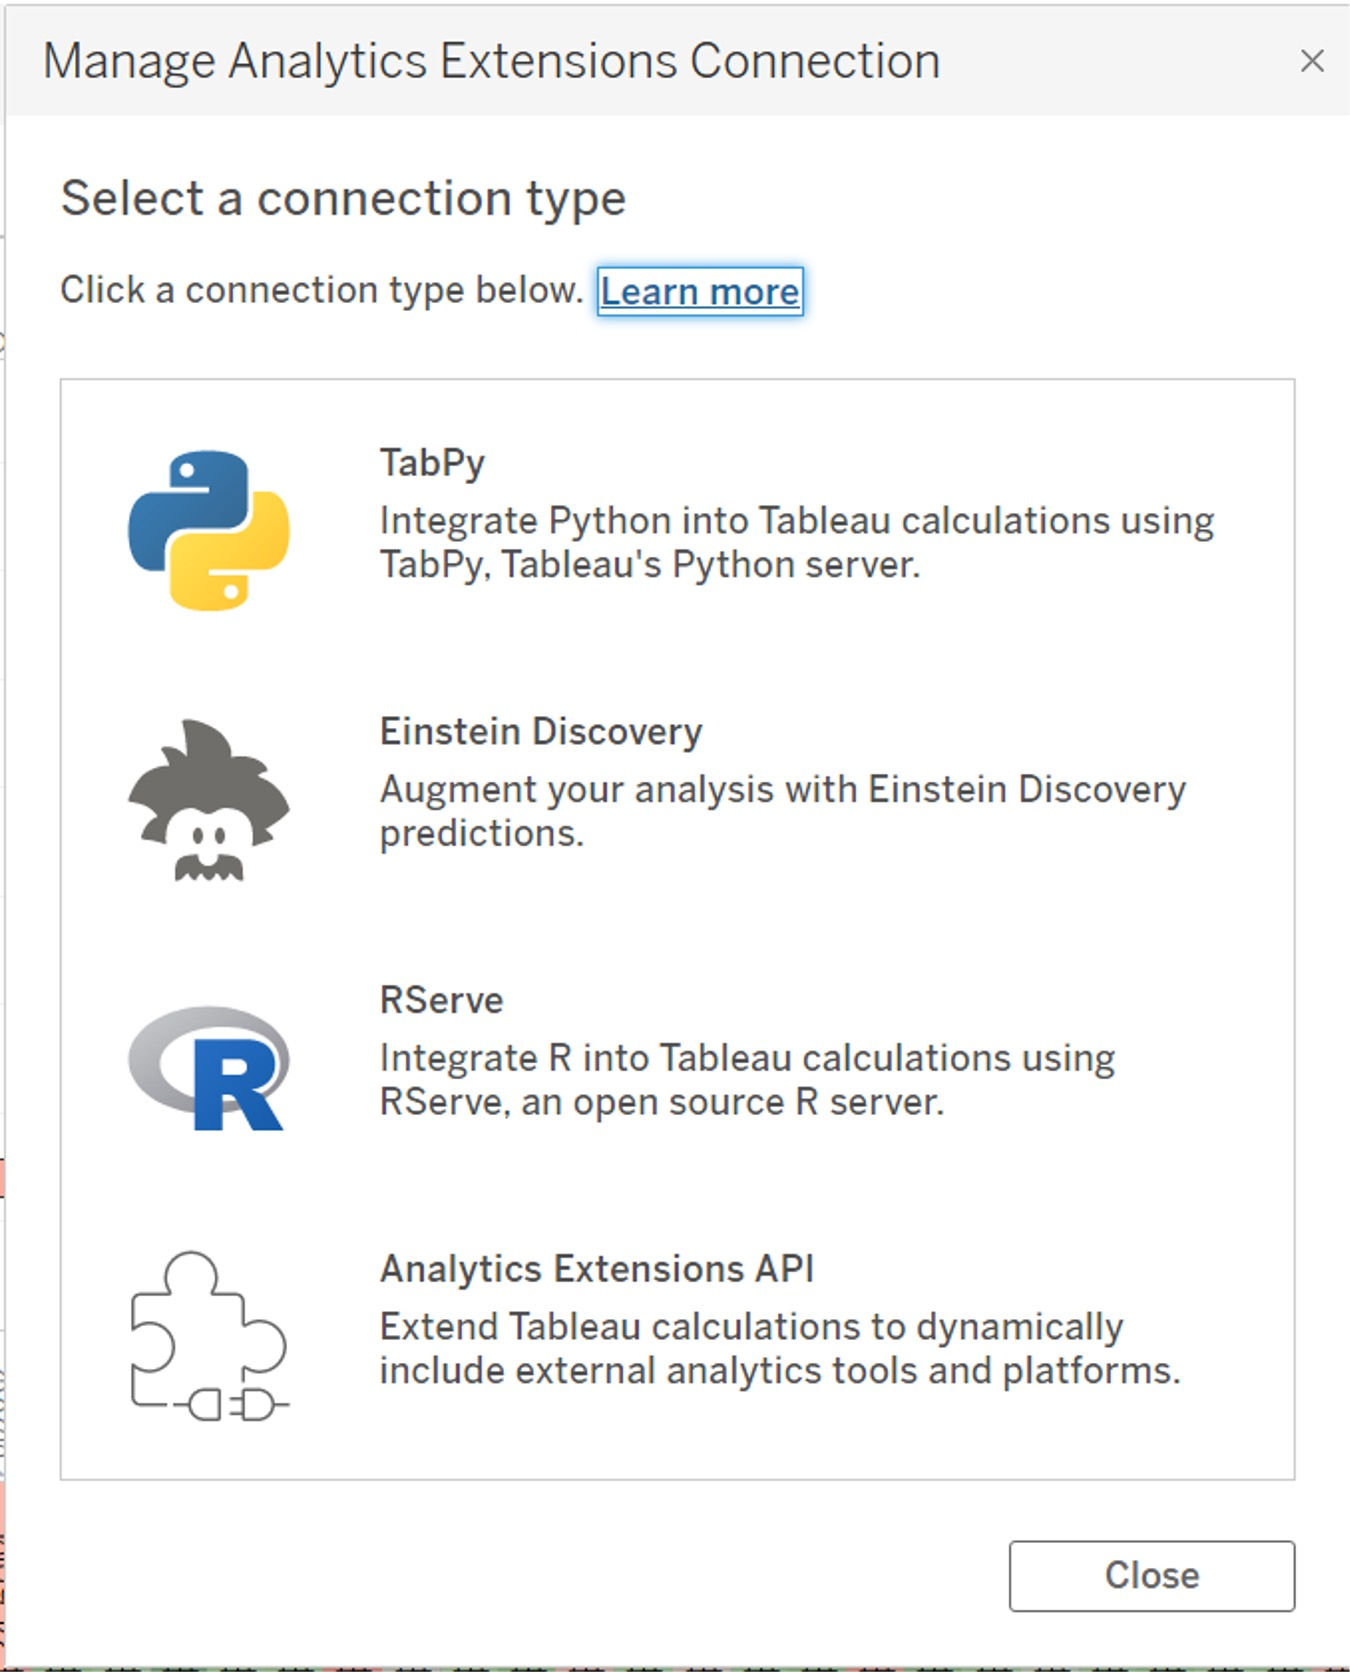 Manage Analytics Extensions Connection
Select a connection type
Click a connection type below. Learn more
TabPy
Integrate Python into Tableau calculations using
TabPy, Tableau's Python server.
Einstein Discovery
Augment your analysis with Einstein Discovery
predictions.
R
RServe
Integrate R into Tableau calculations using
RServe, an open source R server.
Analytics Extensions API
Extend Tableau calculations to dynamically
include external analytics tools and platforms.
Close